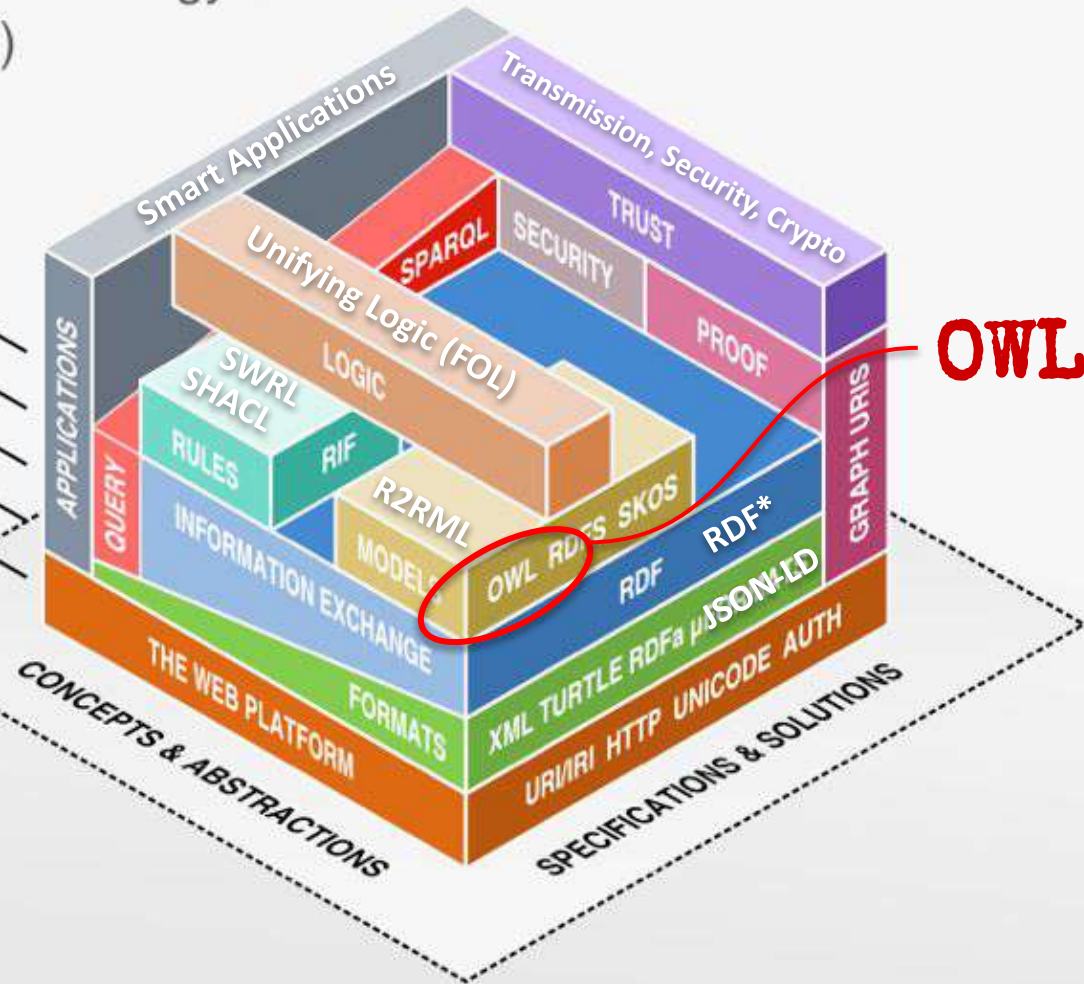 )
Smart Applications
Transmission, Security, Crypto
TRUST
SPARQL
SECURITY
PROOF
Unifying Logic (FOL)
LOGIC
OWL
APPLICATIONS
SWRL
SHACL
RULES
RIF
GRAPH URIS
QUERY
R2RML
MODELS
OWL RDFS SKOS
INFORMATION EXCHANGE
RDF
RDF*
FORMATS
XML TURTLE RDFa
JSON-LD
THE WEB PLATFORM
URI/IRI HTTP UNICODE AUTH
CONCEPTS & ABSTRACTIONS
SPECIFICATIONS & SOLUTIONS